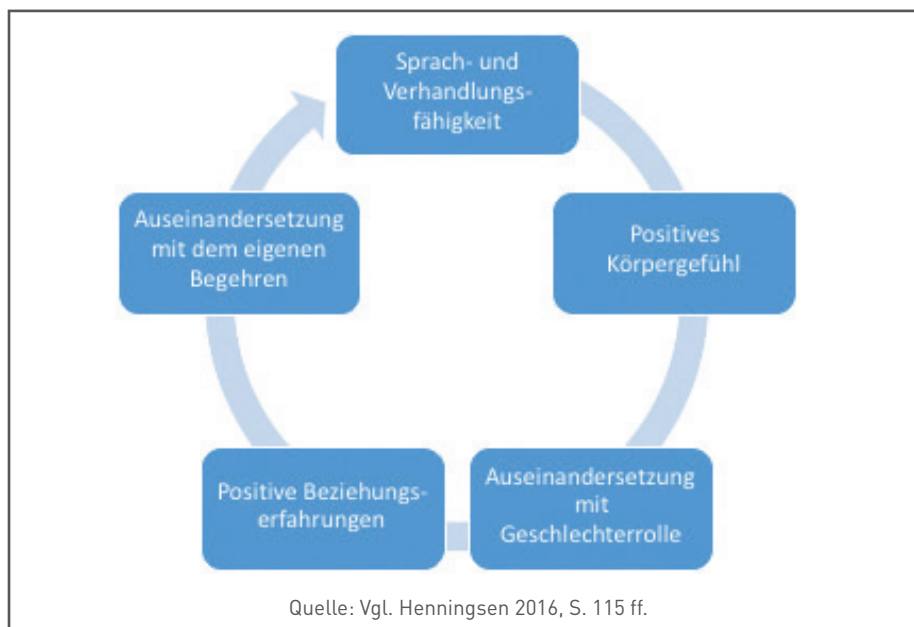 Sprach- und
Verhandlungs-
fähigkeit
Positives
Körpergefühl
Auseinandersetzung
mit
Geschlechterrolle
Positive Beziehungs-
erfahrungen
Auseinandersetzung
mit dem eigenen
Begehren
Quelle: Vgl. Henningsen 2016, S. 115 ff.